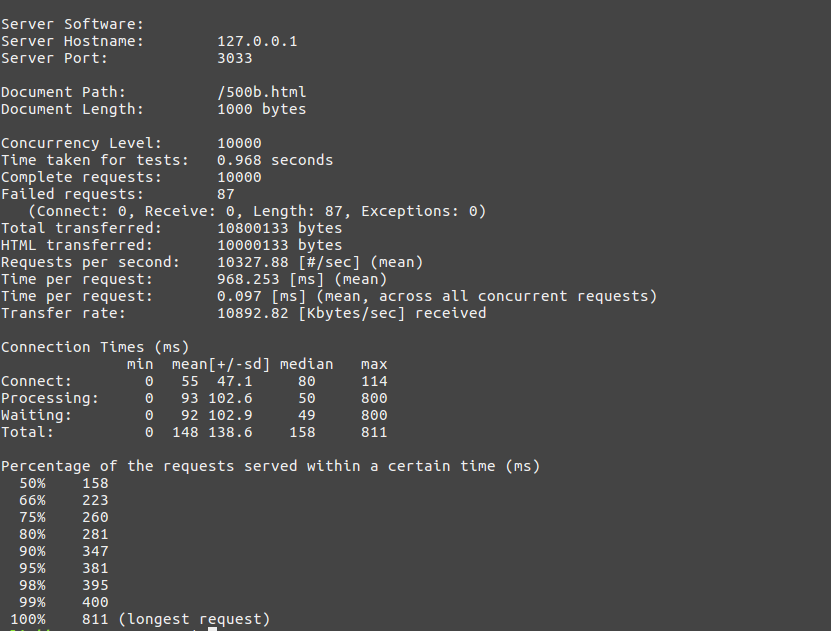 Server Software:
Server Hostname: 127.0.0.1
Server Port: 3033
Document Path: /500b.html
Document Length: 1000 bytes
Concurrency Level: 10000
Time taken for tests: 0.968 seconds
Complete requests: 10000
Failed requests: 87
(Connect: 0, Receive: 0, Length: 87, Exceptions: 0)
Total transferred: 10800133 bytes
HTML transferred: 10000133 bytes
Requests per second: 10327.88 [#/sec] (mean)
Time per request: 968.253 [ms] (mean)
Time per request: 0.097 [ms] (mean, across all concurrent requests)
Transfer rate: 10892.82 [Kbytes/sec] received
Connection Times (ms)
min mean[+/-sd] median max
Connect: 0 55 47.1 80 114
Processing: 0 93 102.6 50 800
Waiting: 0 92 102.9 49 800
Total: 0 148 138.6 158 811
Percentage of the requests served within a certain time (ms)
50% 158
66% 223
75% 260
80% 281
90% 347
95% 381
98% 395
99% 400
100% 811 (longest request)